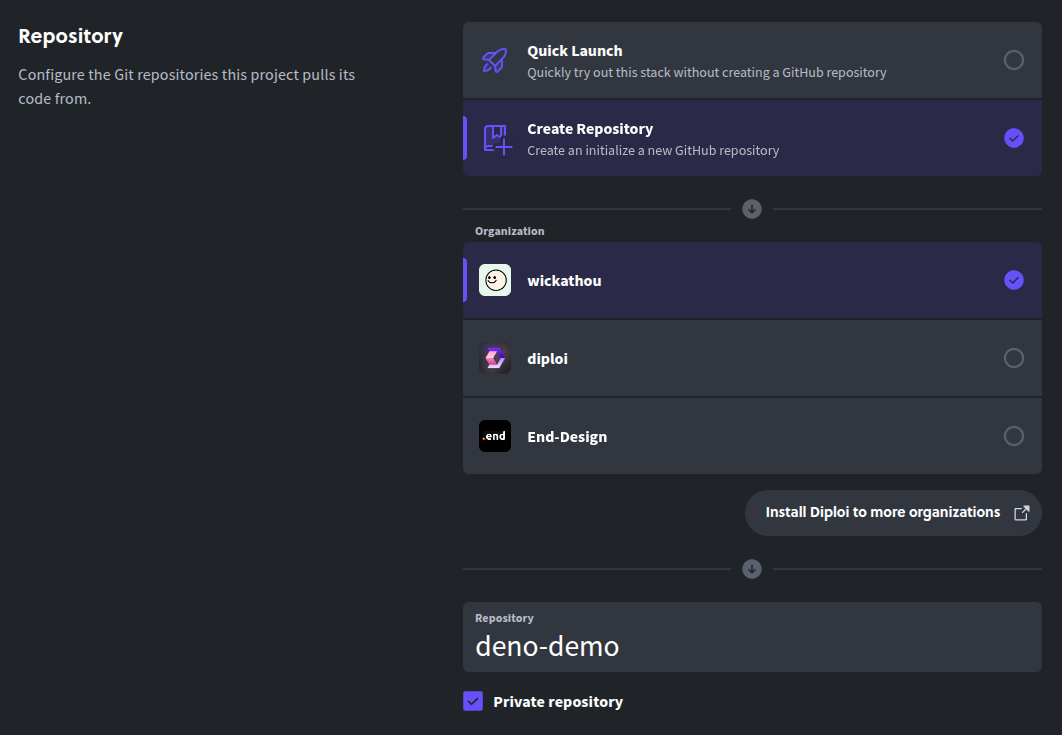 Repository
Configure the Git repositories this project pulls its
code from.
Quick Launch
Quickly try out this stack without creating a GitHub repository
Create Repository
Create an initialize a new GitHub repository
Organization
wickathou
diploi
.end
End-Design
Install Diploi to more organizations
Repository
deno-demo
Private repository